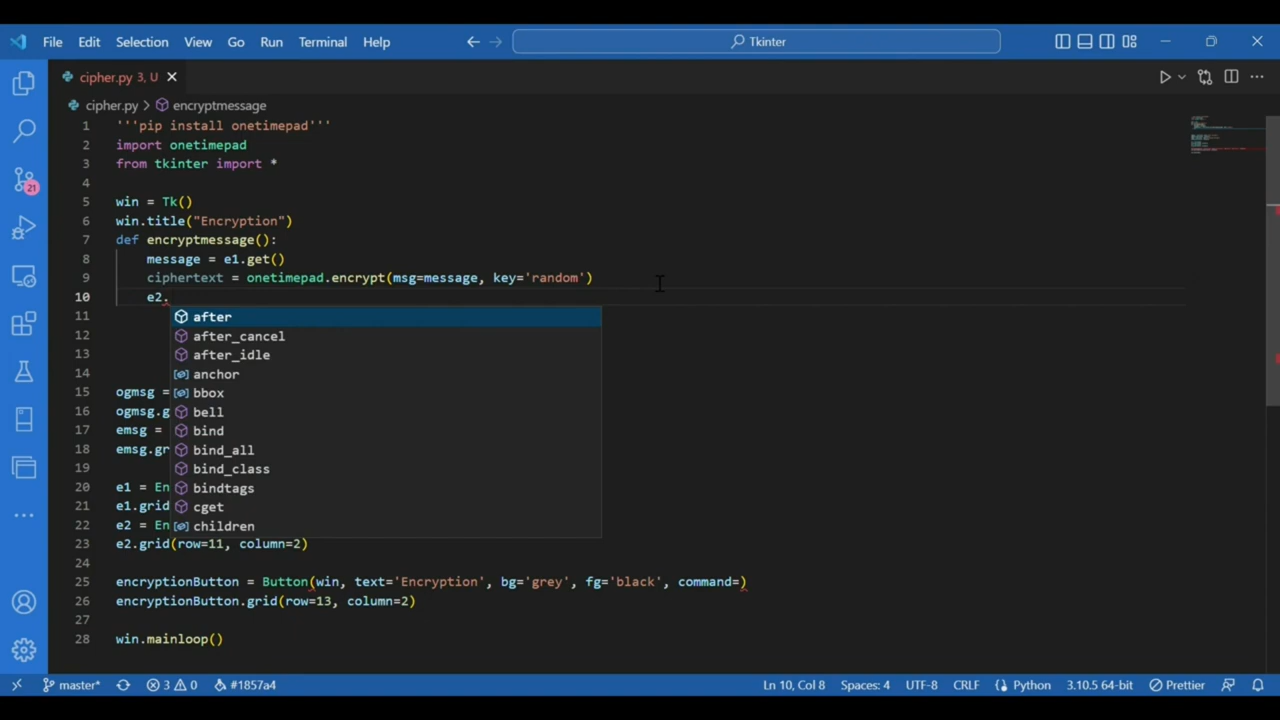 File Edit Selection View Go Run Terminal Help Tkinter
cipher.py 3, U
cipher.py > encryptmessage
1 '''pip install onetimepad'''
2 import onetimepad
3 from tkinter import *
4
5 win = Tk()
6 win.title("Encryption")
7 def encryptmessage():
8 message = e1.get()
9 ciphertext = onetimepad.encrypt(msg=message, key='random')
10 e2.
11 after
12 after_cancel
13 after_idle
14 anchor
15 ogmsg = bbox
16 ogmsg.g bell
17 emsg = bind
18 emsg.gr bind_all
19 bind_class
20 e1 = En bindtags
21 e1.grid cget
22 e2 = En children
23 e2.grid(row=11, column=2)
24
25 encryptionButton = Button(win, text='Encryption', bg='grey', fg='black', command=)
26 encryptionButton.grid(row=13, column=2)
27
28 win.mainloop()
21
master* 3 0 #1857a4 Ln 10, Col 8 Spaces: 4 UTF-8 CRLF Python 3.10.5 64-bit Prettier